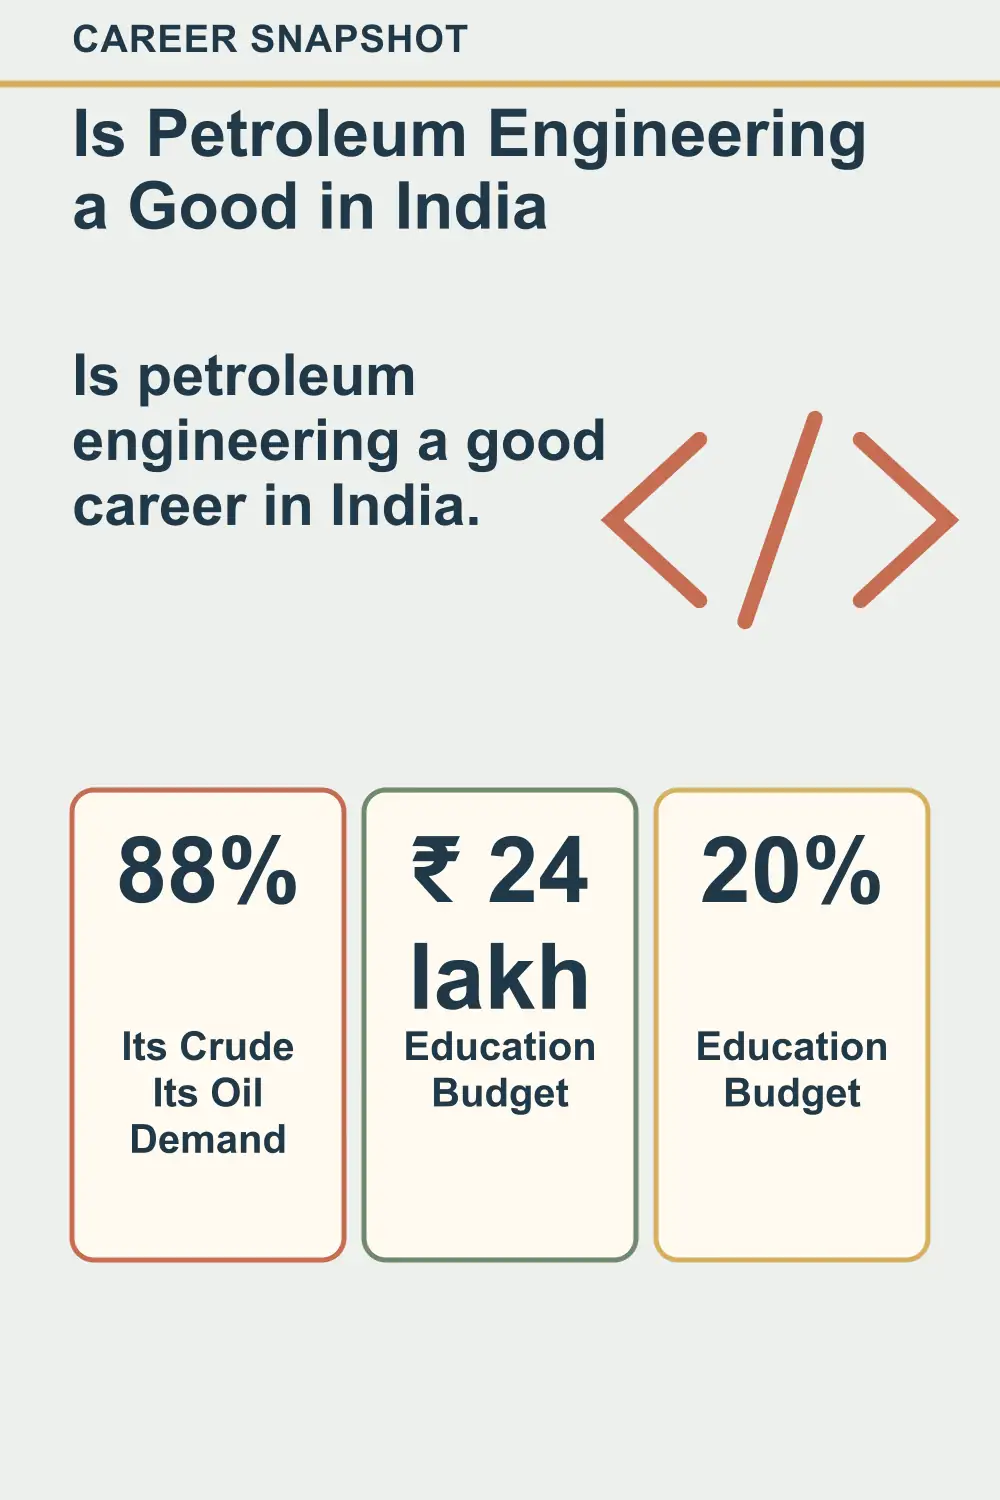 CAREER SNAPSHOT
Is Petroleum Engineering
a Good in India
Is petroleum
engineering a good
career in India.
88%
Its Crude
Its Oil
Demand
₹ 24
lakh
Education
Budget
20%
Education
Budget